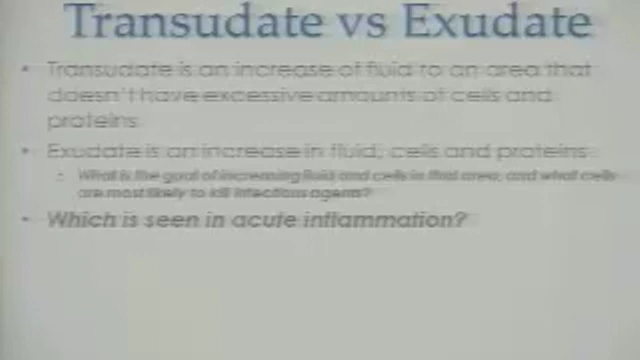 Transudate vs Exudate
• Transudate is an increase of fluid to an area that
doesn't have excessive amounts of cells and
proteins.
• Exudate is an increase in fluid, cells and proteins
What is the goal of increasing fluid and cells in that area, and what cells
are most likely to kill infectious agents?
• Which is seen in acute inflammation?